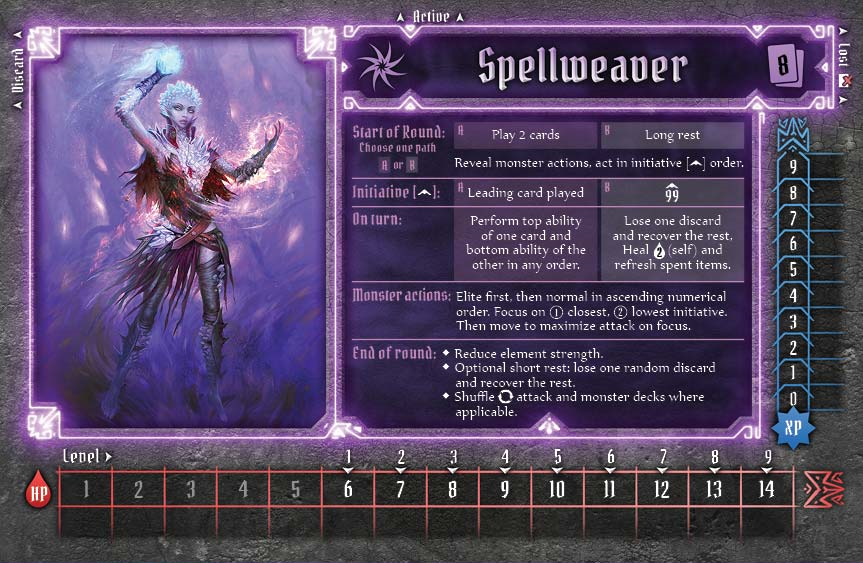 Active
Discard
Lost
Spellweaver
8
Start of Round:
Choose one path
A or B
A Play 2 cards
B Long rest
Reveal monster actions, act in initiative [ ] order.
Initiative [ ]:
A Leading card played
B 99
On turn:
Perform top ability
of one card and
bottom ability of the
other in any order.
Lose one discard
and recover the rest.
Heal 2 (self) and
refresh spent items.
Monster actions:
Elite first, then normal in ascending numerical
order. Focus on 1 closest, 2 lowest initiative.
Then move to maximize attack on focus.
End of round:
Reduce element strength.
Optional short rest: lose one random discard
and recover the rest.
Shuffle attack and monster decks where
applicable.
9
8
7
6
5
4
3
2
1
0
XP
Level 1 2 3 4 5 6 7 8 9
HP 1 2 3 4 5 6 7 8 9 10 11 12 13 14